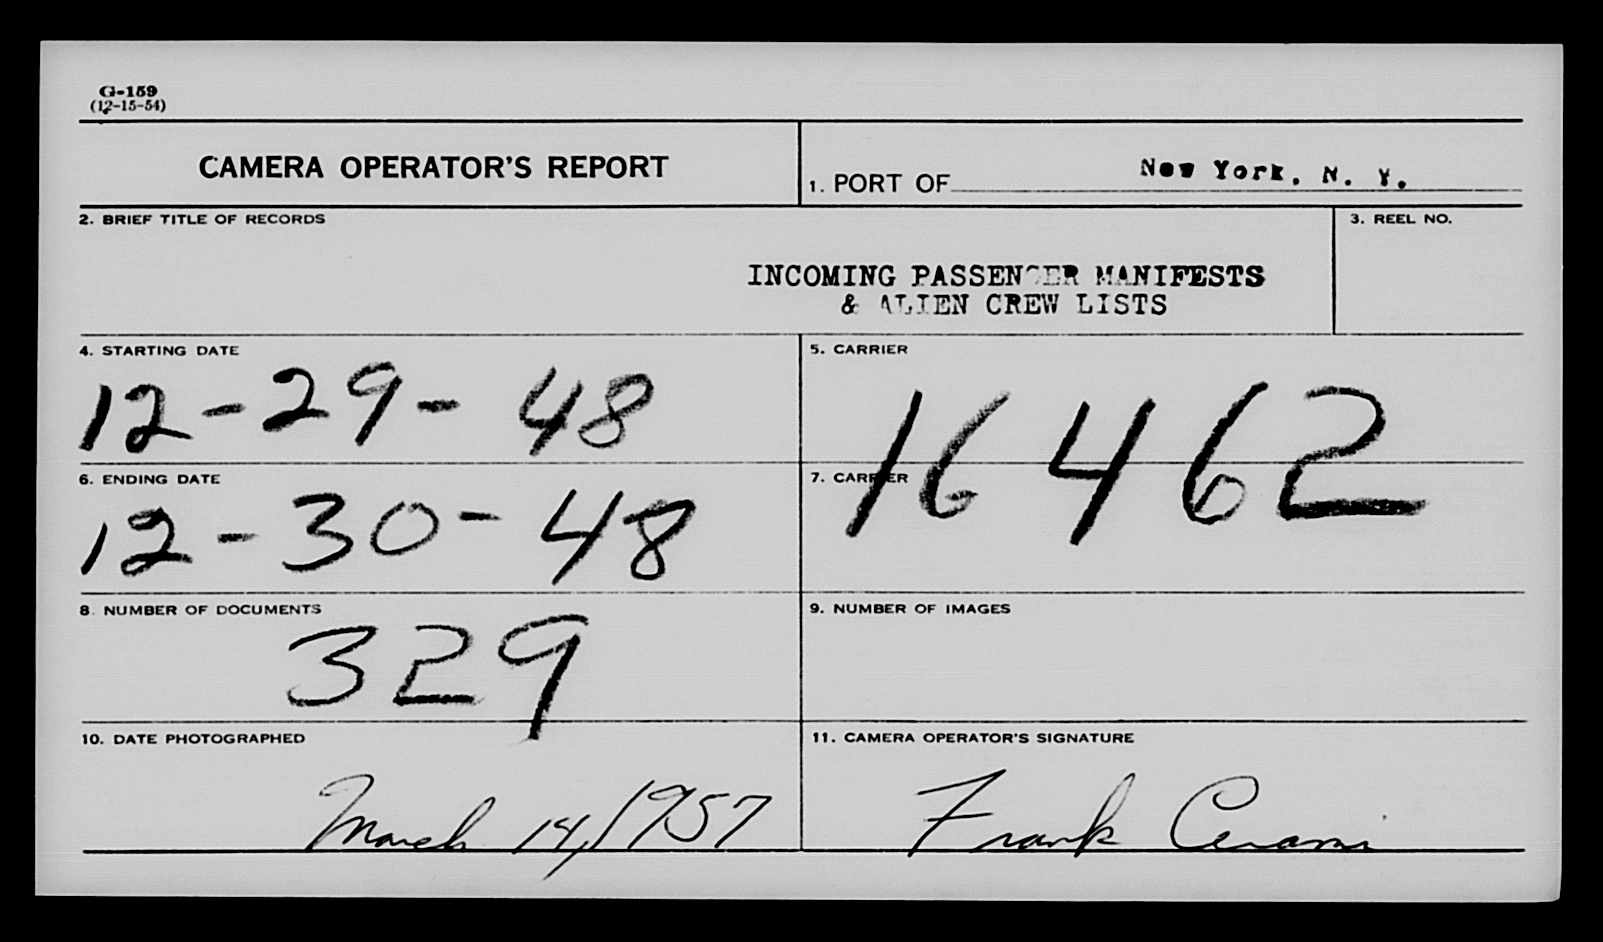 G-159
(12-15-54)
CAMERA OPERATOR'S REPORT
1. PORT OF New York, N. Y.
2. BRIEF TITLE OF RECORDS
INCOMING PASSENGER MANIFESTS
& ALIEN CREW LISTS
3. REEL NO.
4. STARTING DATE
12-29-48
5. CARRIER
16462
6. ENDING DATE
12-30-48
7. CARRIER
8. NUMBER OF DOCUMENTS
329
9. NUMBER OF IMAGES
10. DATE PHOTOGRAPHED
March 14, 1957
11. CAMERA OPERATOR'S SIGNATURE
Frank Cerami